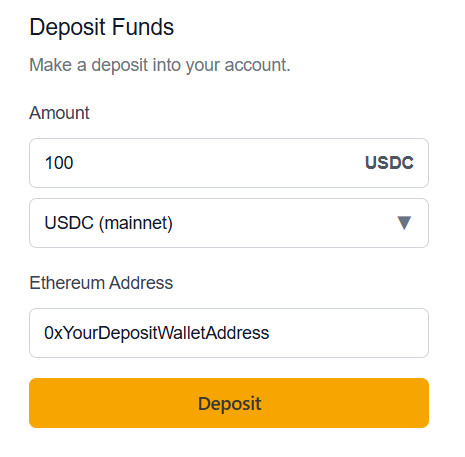 Deposit Funds
Make a deposit into your account.
Amount
100 USDC
USDC (mainnet)
Ethereum Address
0xYourDepositWalletAddress
Deposit